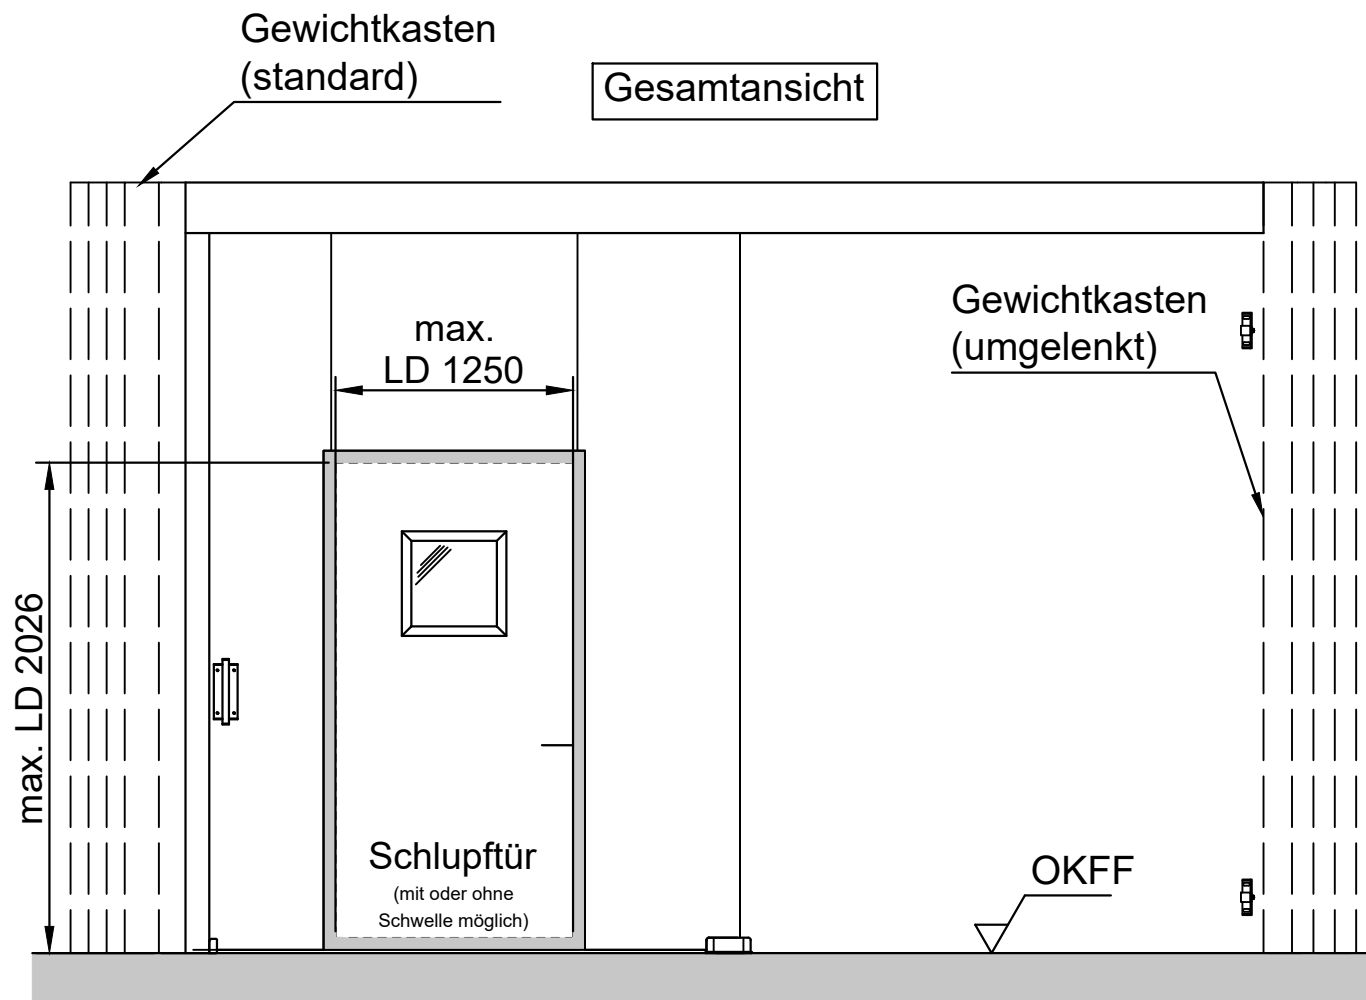 Gewichtkasten
(standard)
Gesamtansicht
Gewichtkasten
(umgelenkt)
max.
LD 1250
max. LD 2026
Schlupftür
(mit oder ohne
Schwelle möglich)
OKFF